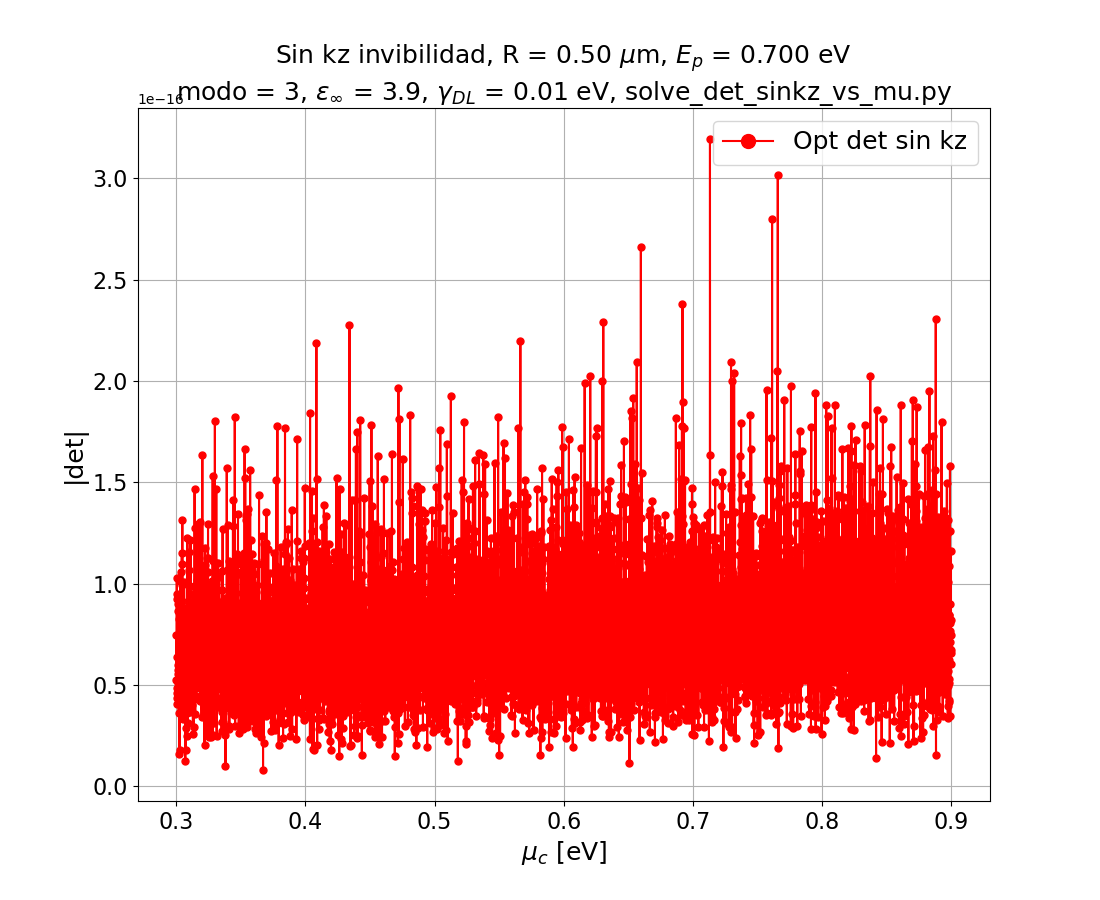 Sin kz invibilidad, R = 0.50 μm, E_p = 0.700 eV
modo = 3, ε_∞ = 3.9, γ_DL = 0.01 eV, solve_det_sinkz_vs_mu.py
1e−16
Opt det sin kz
3.0
2.5
2.0
1.5
1.0
0.5
0.0
|det|
0.3 0.4 0.5 0.6 0.7 0.8 0.9
μ_c [eV]